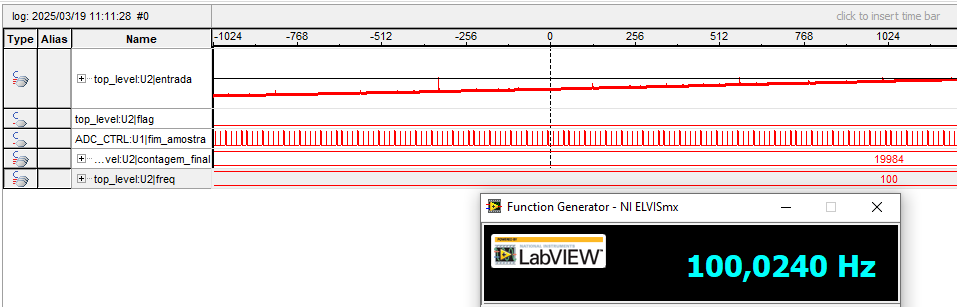 log: 2025/03/19 11:11:28 #0
click to insert time bar
Type Alias Name -1024 -768 -512 -256 0 256 512 768 1024
top_level:U2|entrada
top_level:U2|flag
ADC_CTRL:U1|fim_amostra
...vel:U2|contagem_final 19984
top_level:U2|freq 100
Function Generator - NI ELVISmx
POWERED BY
NATIONAL INSTRUMENTS
LabVIEW™
100,0240 Hz